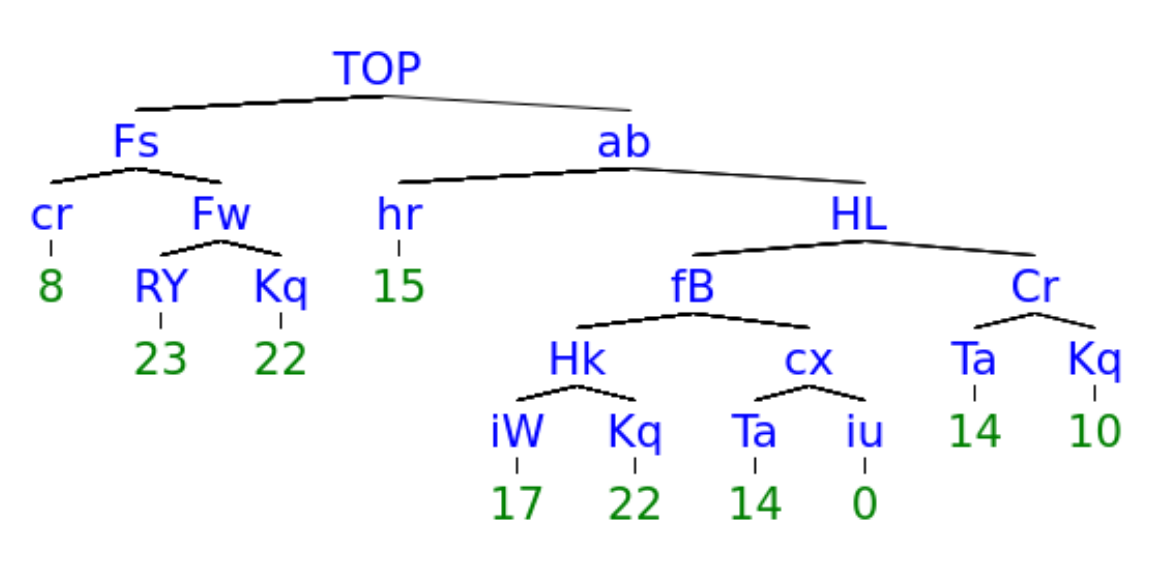 TOP
Fs ab
cr Fw hr HL
8 RY Kq 15 fB Cr
23 22 Hk cx Ta Kq
iW Kq Ta iu 14 10
17 22 14 0